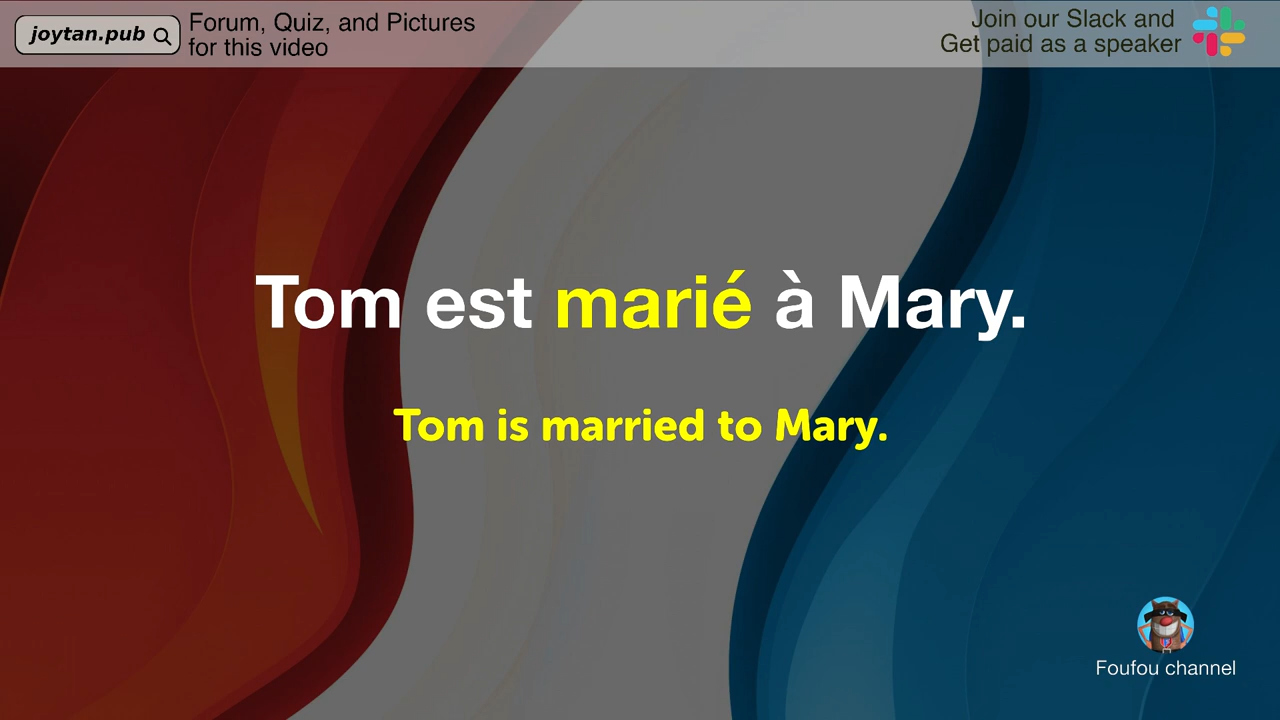 joytan.pub
Forum, Quiz, and Pictures
for this video
Join our Slack and
Get paid as a speaker
Tom est marié à Mary.
Tom is married to Mary.
Foufou channel